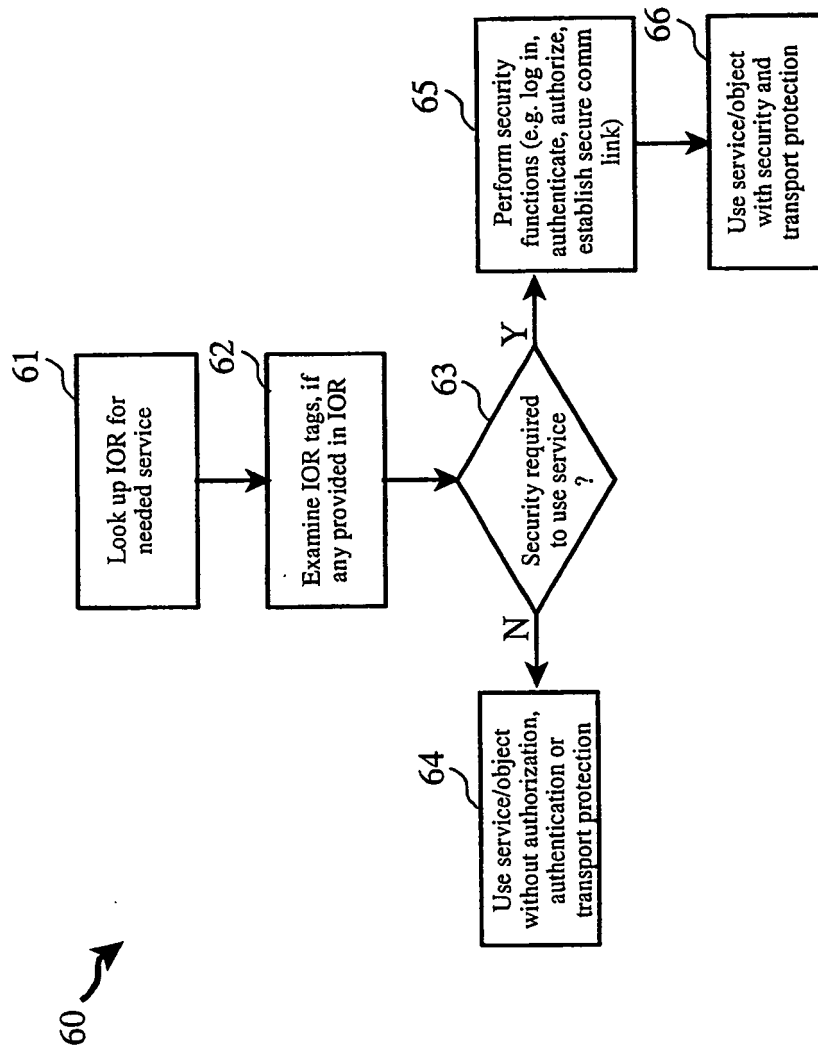 60
61
Look up IOR for
needed service
62
Examine IOR tags, if
any provided in IOR
63
Security required
to use service
?
N
Y
64
Use service/object
without authorization,
authentication or
transport protection
65
Perform security
functions (e.g. log in,
authenticate, authorize,
establish secure comm
link)
66
Use service/object
with security and
transport protection